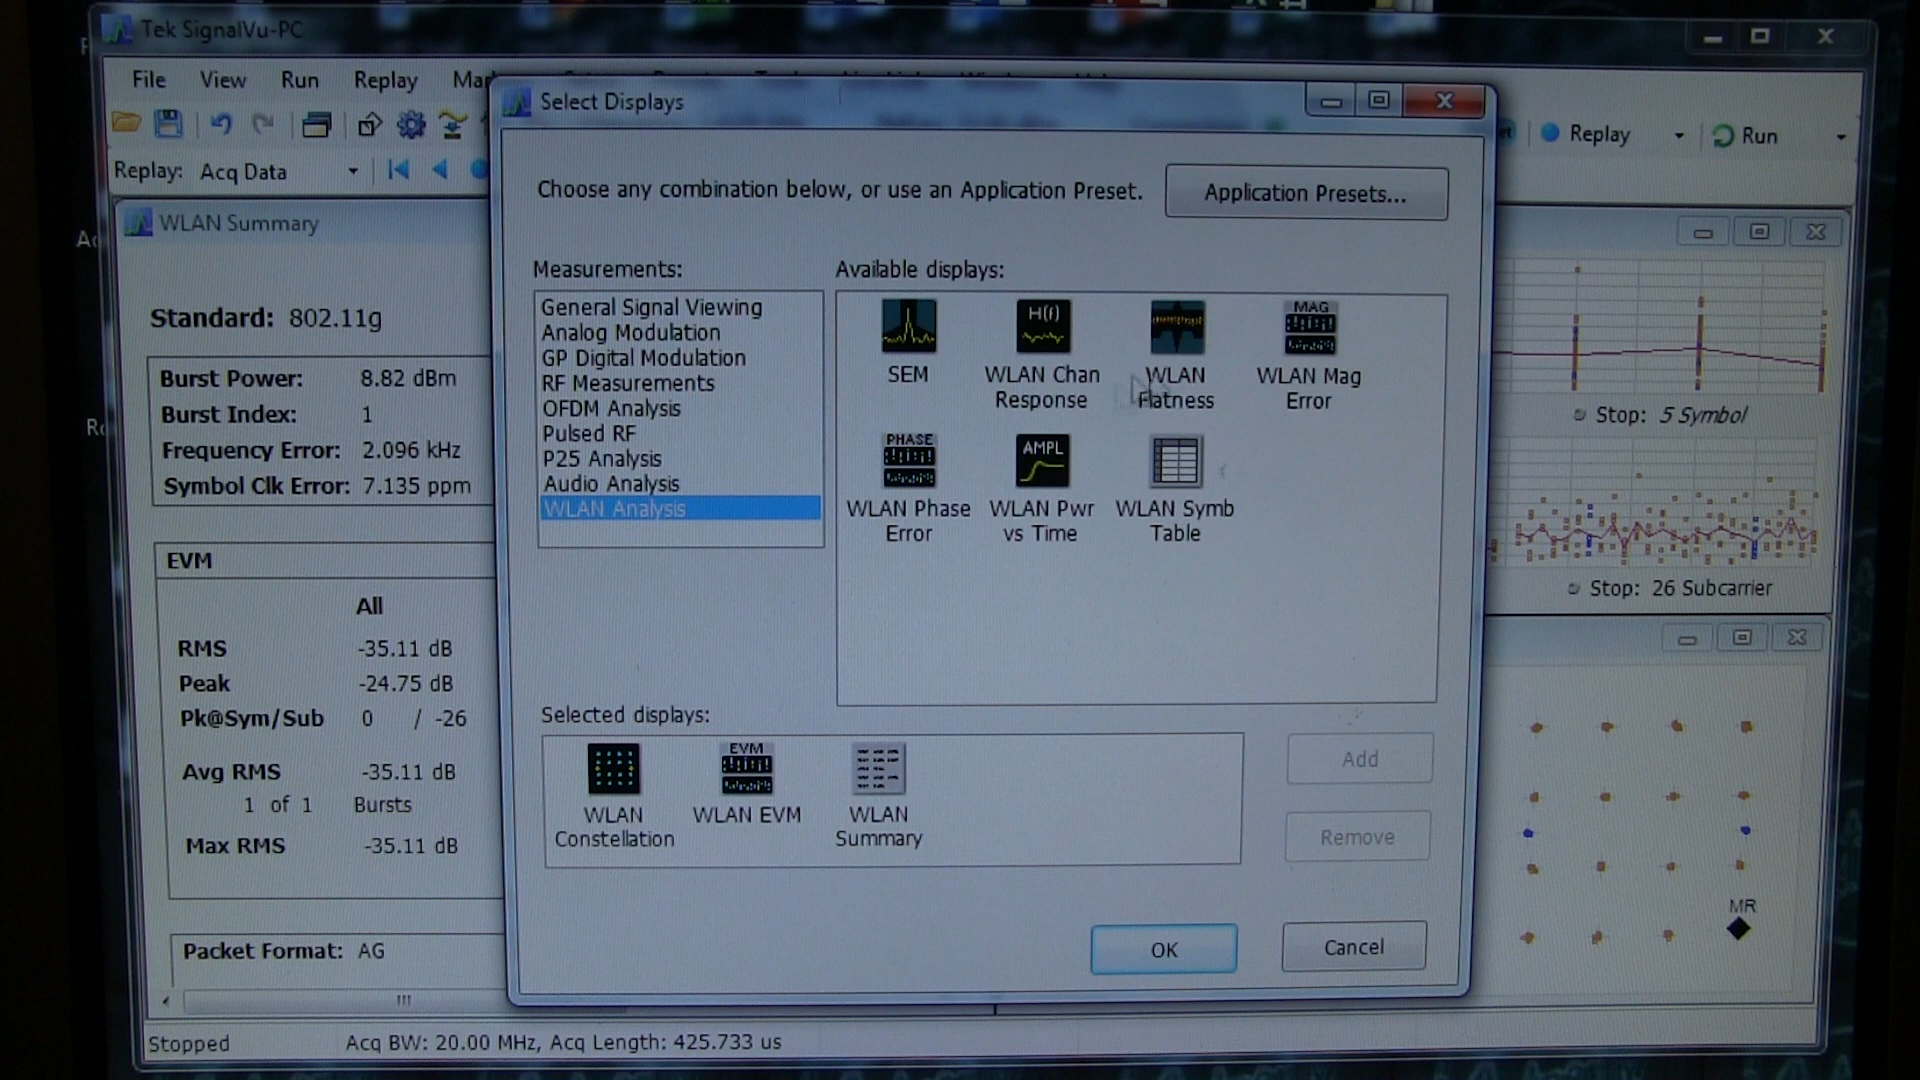 Tek SignalVu-PC
File View Run Replay
Replay Run
Replay: Acq Data
Select Displays
Choose any combination below, or use an Application Preset.
Application Presets...
WLAN Summary
Standard: 802.11g
Burst Power: 8.82 dBm
Burst Index: 1
Frequency Error: 2.096 kHz
Symbol Clk Error: 7.135 ppm
EVM
All
RMS -35.11 dB
Peak -24.75 dB
Pk@Sym/Sub 0 / -26
Avg RMS -35.11 dB
1 of 1 Bursts
Max RMS -35.11 dB
Packet Format: AG
Measurements:
General Signal Viewing
Analog Modulation
GP Digital Modulation
RF Measurements
OFDM Analysis
Pulsed RF
P25 Analysis
Audio Analysis
WLAN Analysis
Available displays:
H(f)
MAG
SEM
WLAN Chan
Response
WLAN
Flatness
WLAN Mag
Error
PHASE
AMPL
WLAN Phase
Error
WLAN Pwr
vs Time
WLAN Symb
Table
Selected displays:
EVM
WLAN
Constellation
WLAN EVM
WLAN
Summary
Add
Remove
OK
Cancel
Stop: 5 Symbol
Stop: 26 Subcarrier
MR
Stopped
Acq BW: 20.00 MHz, Acq Length: 425.733 us